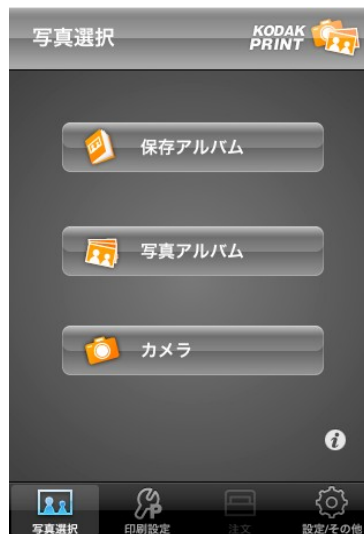 写真選択
KODAK
PRINT
保存アルバム
写真アルバム
カメラ
i
写真選択
印刷設定
注文
設定/その他